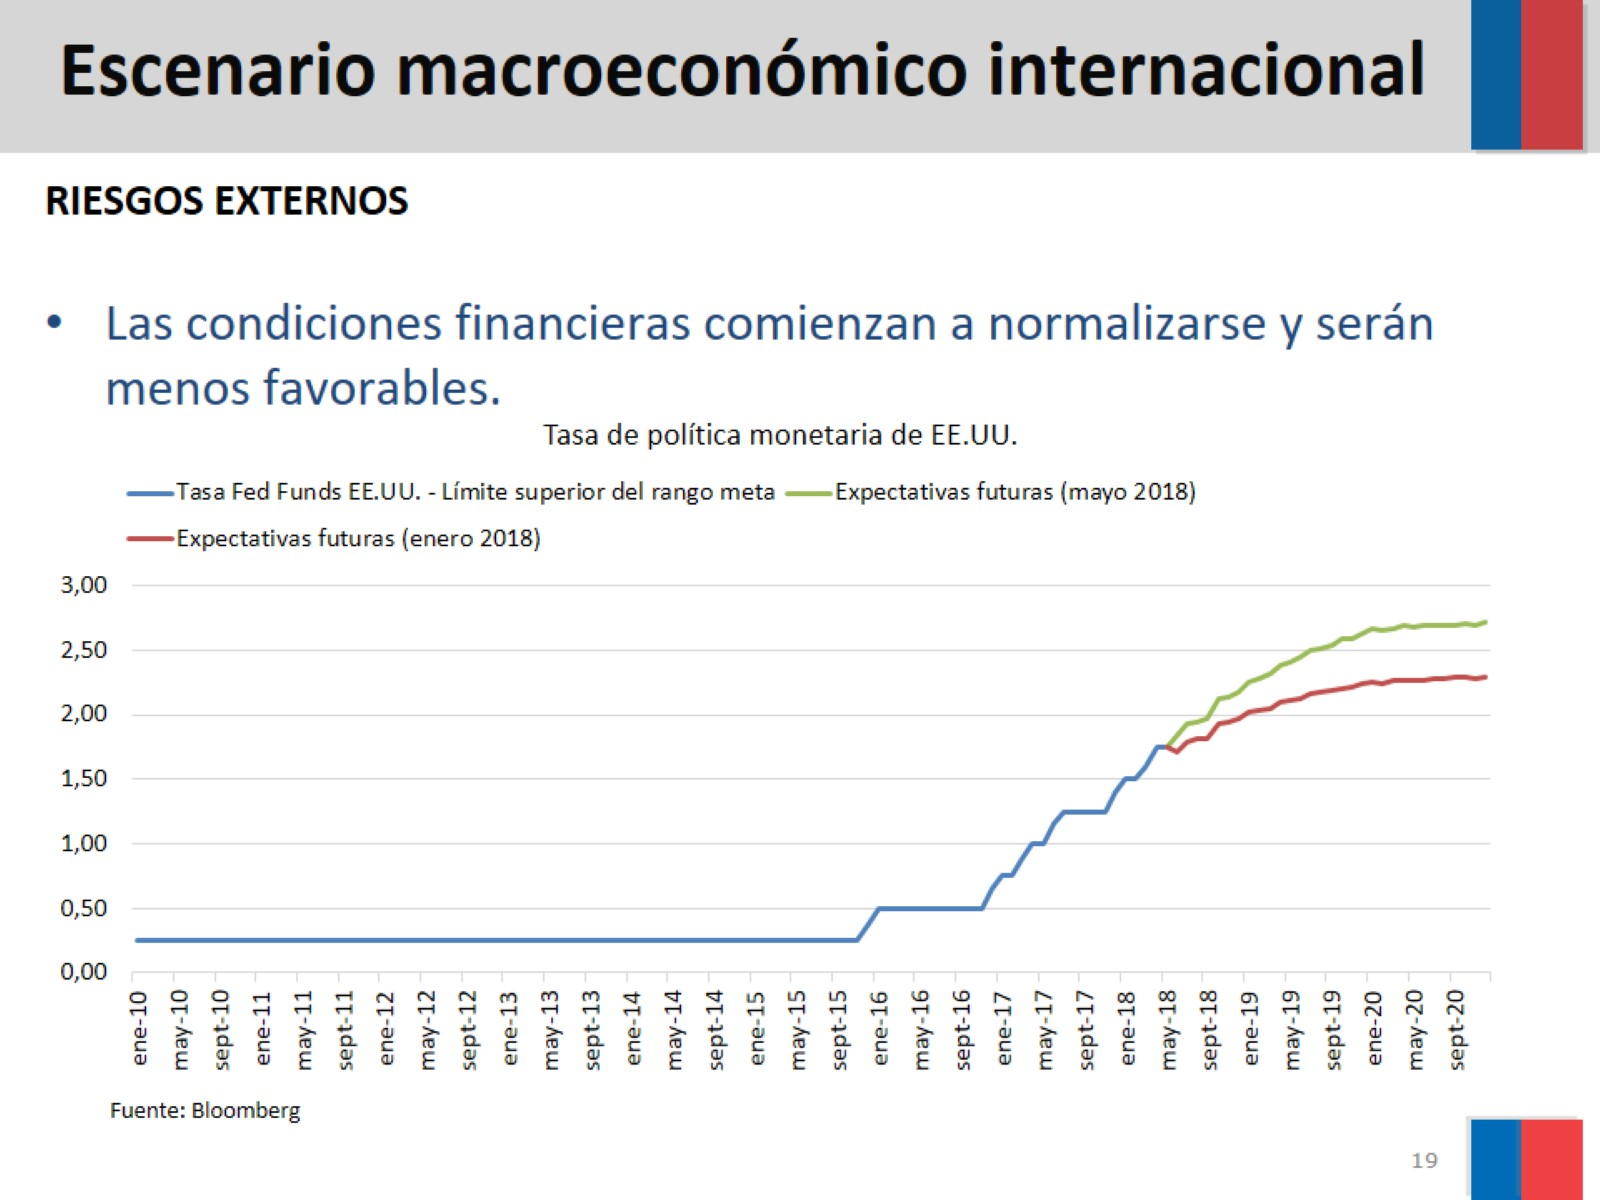 Escenario macroeconómico internacional
RIESGOS EXTERNOS
• Las condiciones financieras comienzan a normalizarse y serán
menos favorables.
Tasa de política monetaria de EE.UU.
Tasa Fed Funds EE.UU. - Límite superior del rango meta
Expectativas futuras (mayo 2018)
Expectativas futuras (enero 2018)
3,00
2,50
2,00
1,50
1,00
0,50
0,00
ene-10
may-10
sept-10
ene-11
may-11
sept-11
ene-12
may-12
sept-12
ene-13
may-13
sept-13
ene-14
may-14
sept-14
ene-15
may-15
sept-15
ene-16
may-16
sept-16
ene-17
may-17
sept-17
ene-18
may-18
sept-18
ene-19
may-19
sept-19
ene-20
may-20
sept-20
Fuente: Bloomberg
19